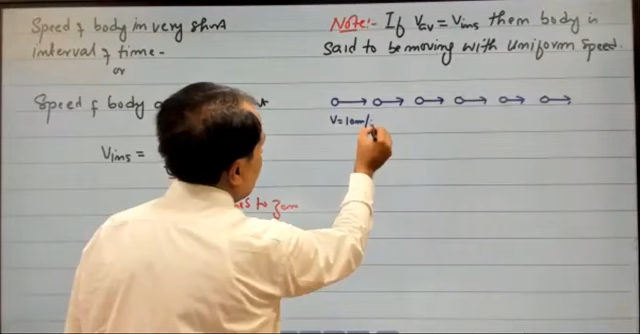 Speed of body in very short
interval of time -
or
Speed of body
Vins =
to zero
Note:- If Vav = Vins them body is
said to be moving with uniform speed.
V = 10m/